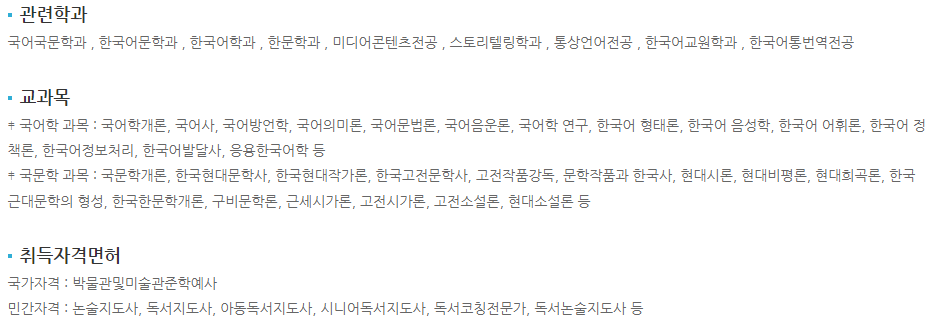 관련학과
국어국문학과 , 한국어문학과 , 한국어학과 , 한문학과 , 미디어콘텐츠전공 , 스토리텔링학과 , 통상언어전공 , 한국어교원학과 , 한국어통번역전공
교과목
* 국어학 과목 : 국어학개론, 국어사, 국어방언학, 국어의미론, 국어문법론, 국어음운론, 국어학 연구, 한국어 형태론, 한국어 음성학, 한국어 어휘론, 한국어 정
책론, 한국어정보처리, 한국어발달사, 응용한국어학 등
* 국문학 과목 : 국문학개론, 한국현대문학사, 한국현대작가론, 한국고전문학사, 고전작품강독, 문학작품과 한국사, 현대시론, 현대비평론, 현대희곡론, 한국
근대문학의 형성, 한국한문학개론, 구비문학론, 근세시가론, 고전시가론, 고전소설론, 현대소설론 등
취득자격면허
국가자격 : 박물관및미술관준학예사
민간자격 : 논술지도사, 독서지도사, 아동독서지도사, 시니어독서지도사, 독서코칭전문가, 독서논술지도사 등